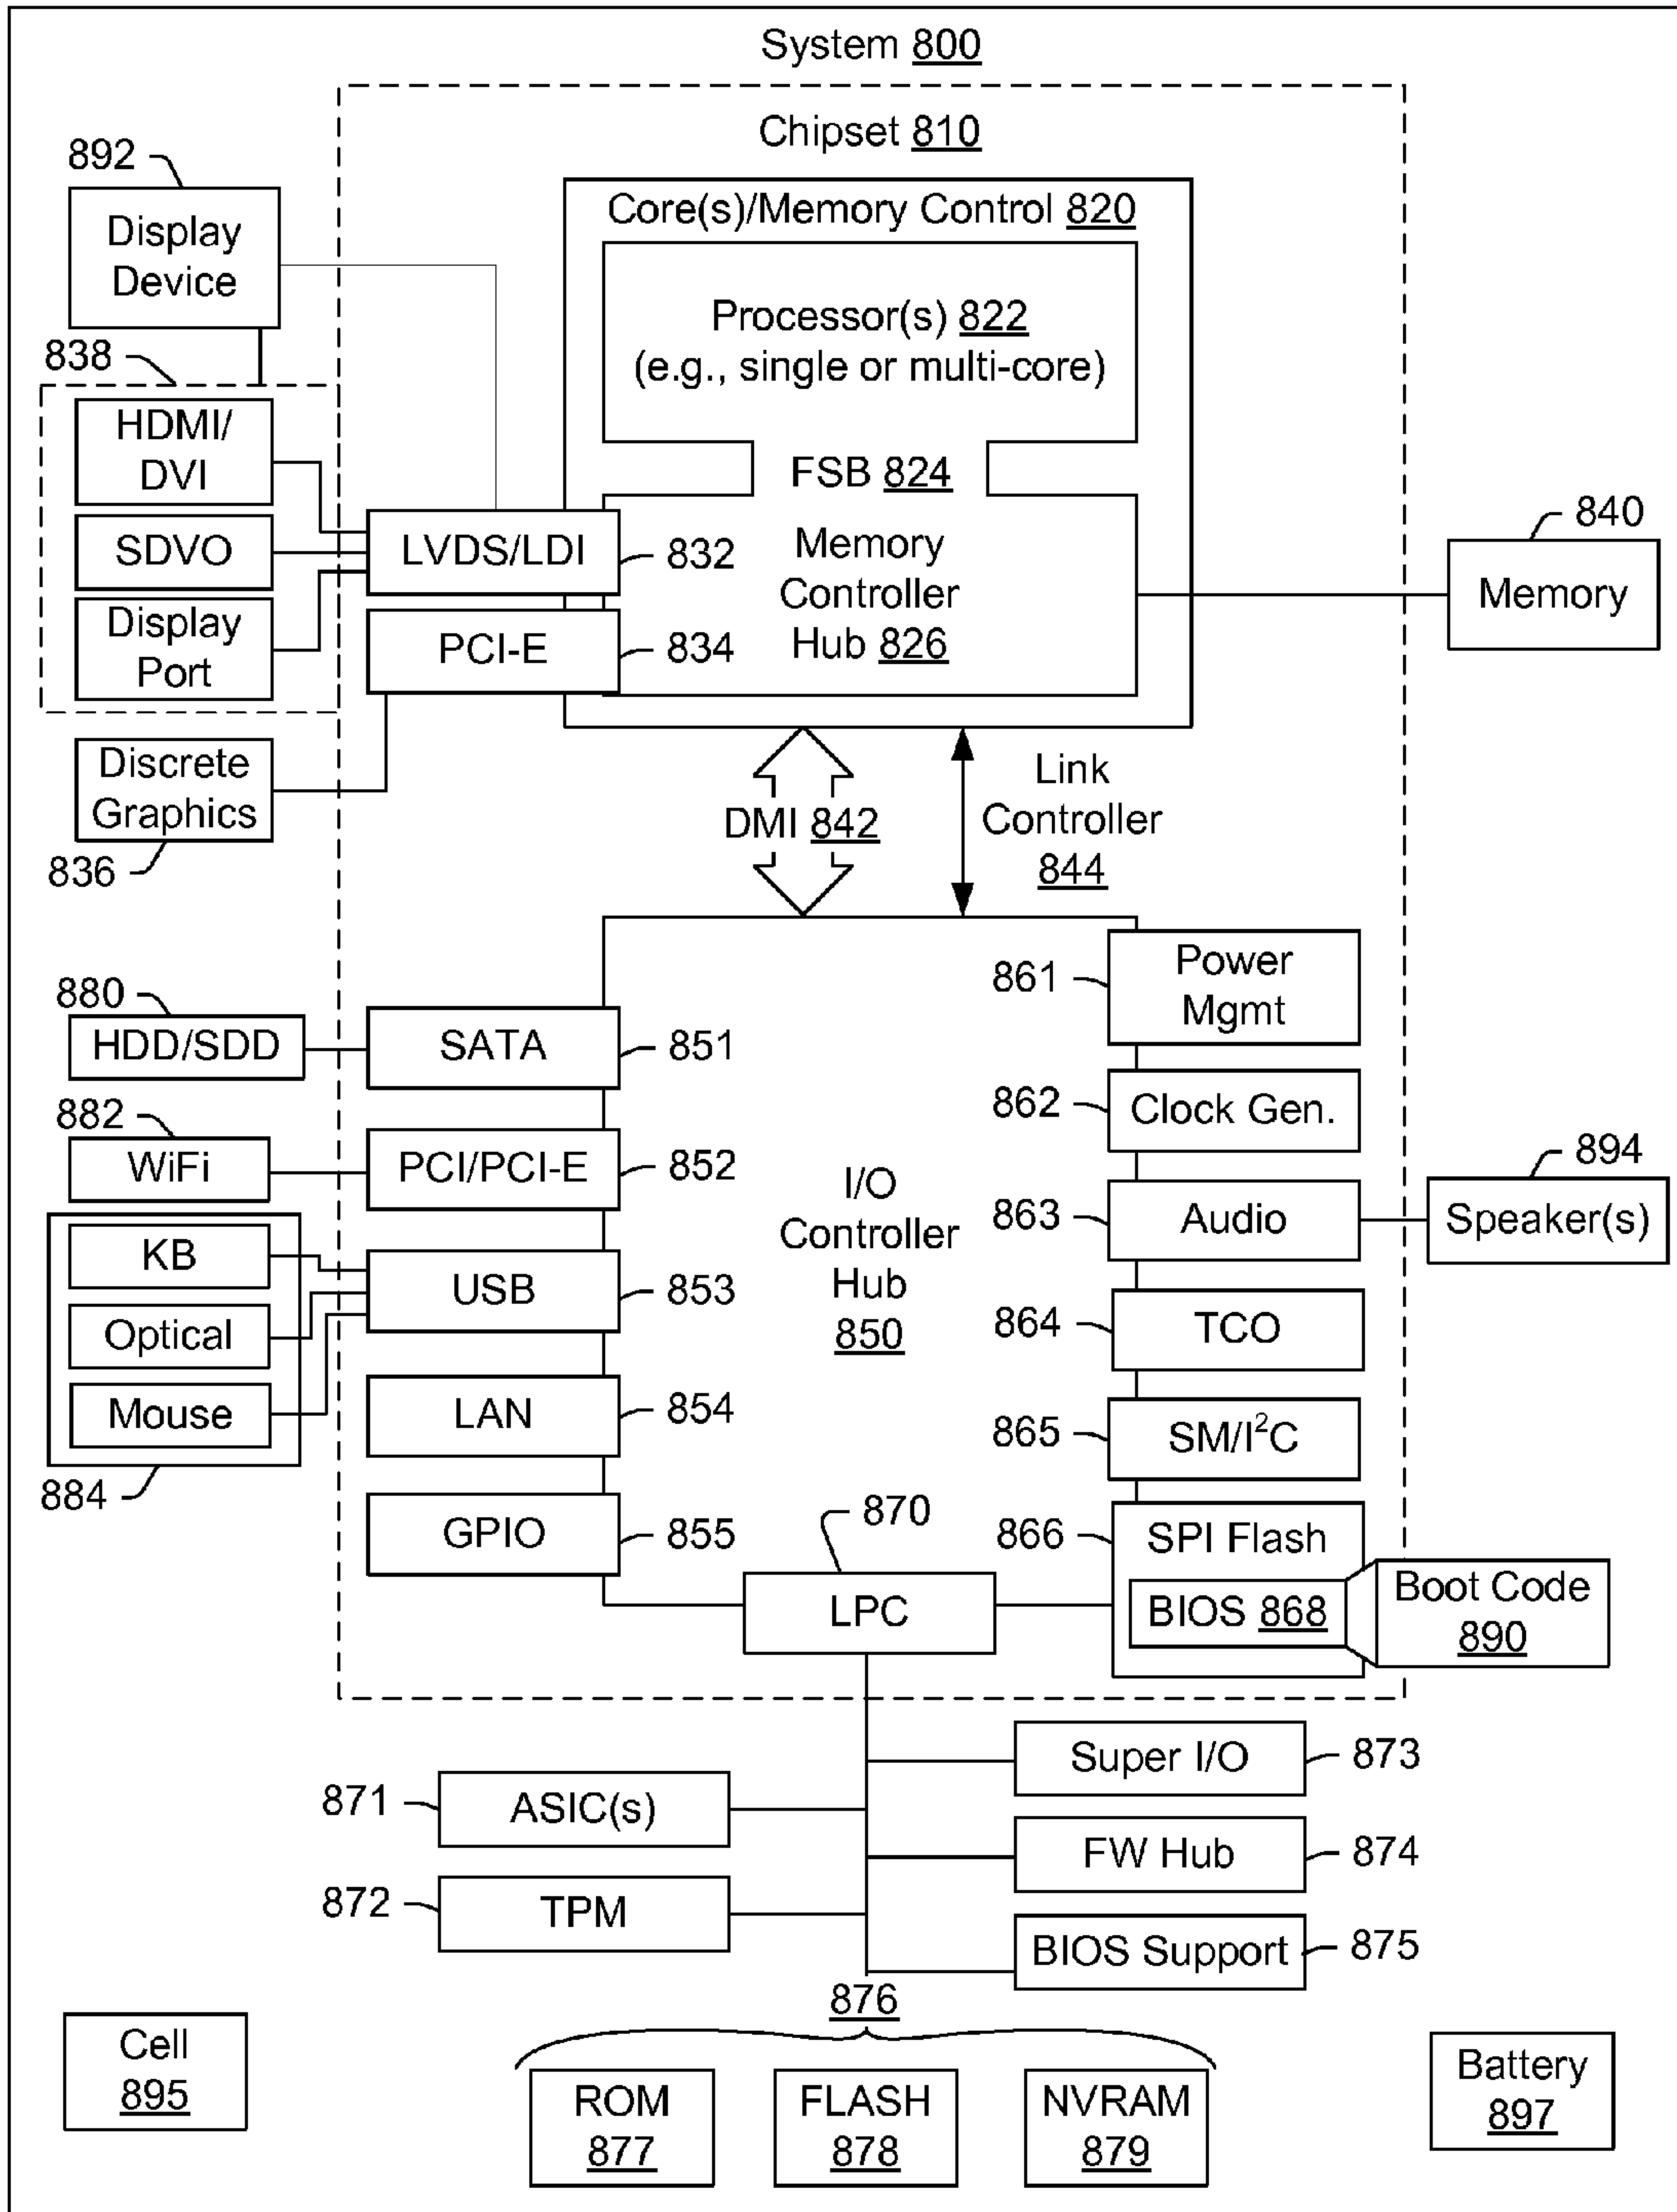 System 800
Chipset 810
892
Display
Device
Core(s)/Memory Control 820
Processor(s) 822
(e.g., single or multi-core)
FSB 824
Memory
Controller
Hub 826
838
HDMI/
DVI
SDVO
Display
Port
LVDS/LDI
832
PCI-E
834
840
Memory
Discrete
Graphics
836
DMI 842
Link
Controller
844
880
HDD/SDD
SATA
851
882
WiFi
PCI/PCI-E
852
KB
Optical
Mouse
884
USB
853
LAN
854
GPIO
855
I/O
Controller
Hub
850
861
Power
Mgmt
862
Clock Gen.
863
Audio
894
Speaker(s)
864
TCO
865
SM/I²C
866
SPI Flash
BIOS 868
Boot Code
890
870
LPC
871
ASIC(s)
872
TPM
Super I/O
873
FW Hub
874
BIOS Support
875
876
Cell
895
ROM
877
FLASH
878
NVRAM
879
Battery
897